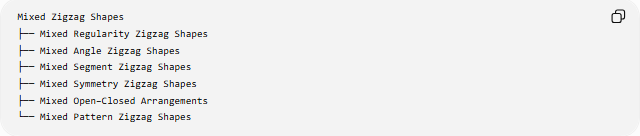 Mixed Zigzag Shapes
├── Mixed Regularity Zigzag Shapes
├── Mixed Angle Zigzag Shapes
├── Mixed Segment Zigzag Shapes
├── Mixed Symmetry Zigzag Shapes
├── Mixed Open–Closed Arrangements
└── Mixed Pattern Zigzag Shapes